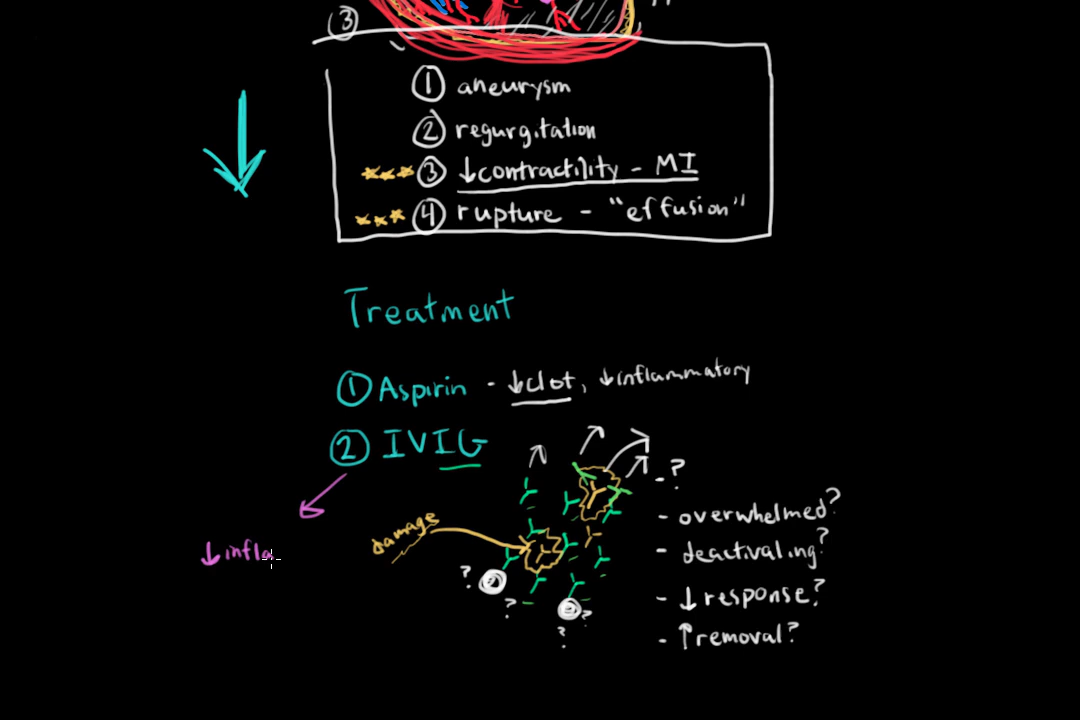 ③
① aneurysm
② regurgitation
③ ↓contractility - MI
④ rupture - "effusion"
Treatment
① Aspirin - ↓clot, ↓inflammatory
② IVIG
- ?
- overwhelmed?
damage
- deactivating?
↓infla
? ?
- ↓ response?
? ?
- ↑removal?